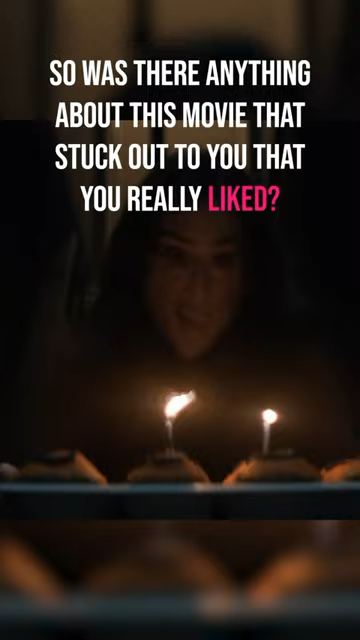 SO WAS THERE ANYTHING
ABOUT THIS MOVIE THAT
STUCK OUT TO YOU THAT
YOU REALLY LIKED?